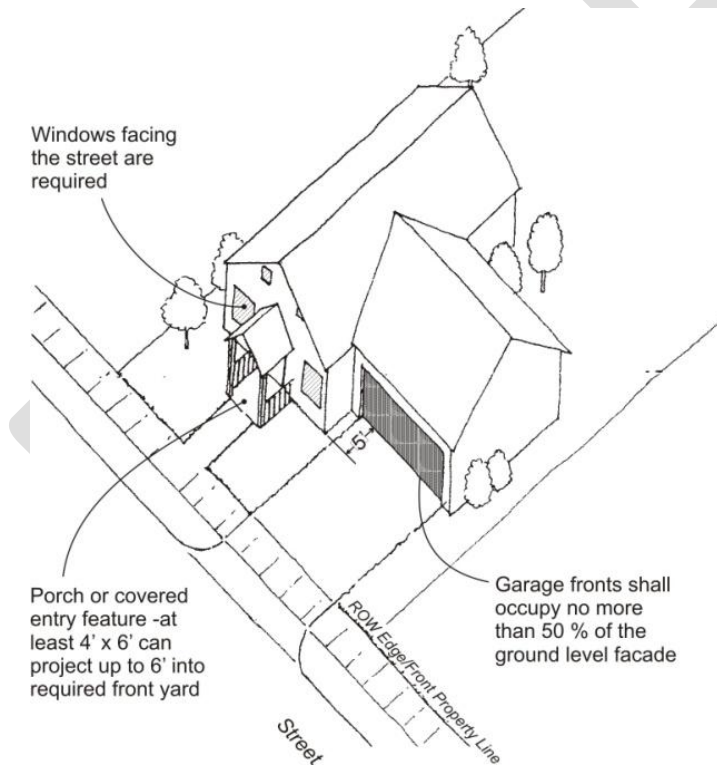 Windows facing
the street are
required
5'
Porch or covered
entry feature -at
least 4' x 6' can
project up to 6' into
required front yard
Garage fronts shall
occupy no more
than 50 % of the
ground level facade
ROW Edge/Front Property Line
Street